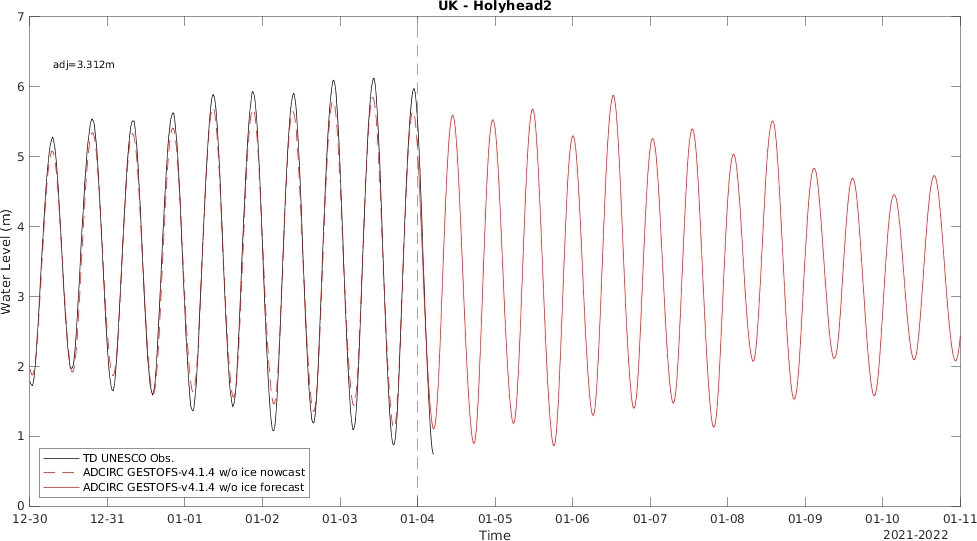 UK - Holyhead2
7
adj=3.312m
6
5
4
3
2
1
0
Water Level (m)
TD UNESCO Obs.
ADCIRC GESTOFS-v4.1.4 w/o ice nowcast
ADCIRC GESTOFS-v4.1.4 w/o ice forecast
12-30 12-31 01-01 01-02 01-03 01-04 01-05 01-06 01-07 01-08 01-09 01-10 01-11
Time
2021-2022